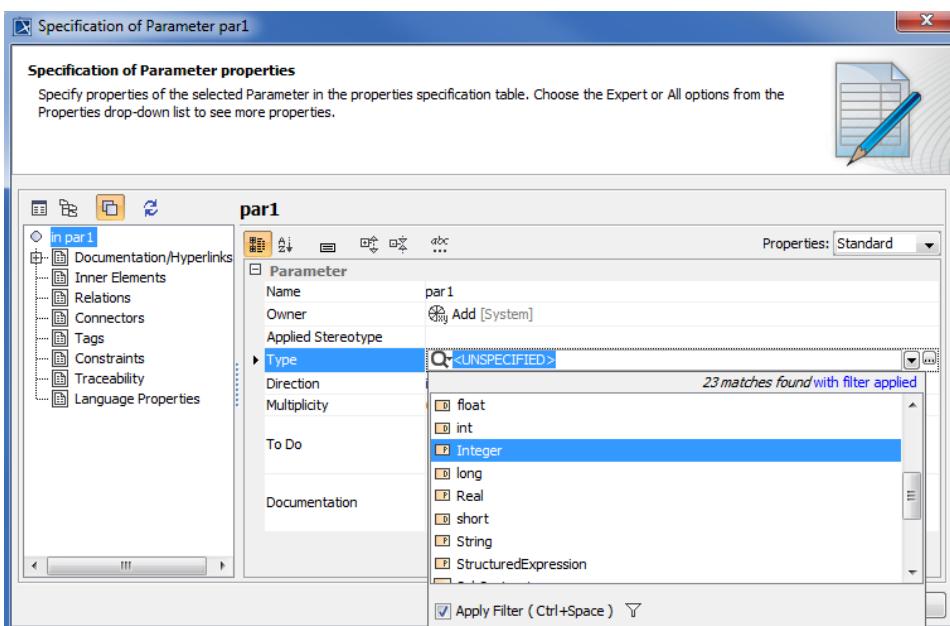 Specification of Parameter par1
Specification of Parameter properties
Specify properties of the selected Parameter in the properties specification table. Choose the Expert or All options from the
Properties drop-down list to see more properties.
par1
in par1
Documentation/Hyperlinks
Inner Elements
Relations
Connectors
Tags
Constraints
Traceability
Language Properties
abc
Properties: Standard
Parameter
Name par1
Owner Add [System]
Applied Stereotype
Type <UNSPECIFIED>
23 matches found with filter applied
Direction
Multiplicity
To Do
Documentation
float
int
Integer
long
Real
short
String
StructuredExpression
Apply Filter ( Ctrl+Space )